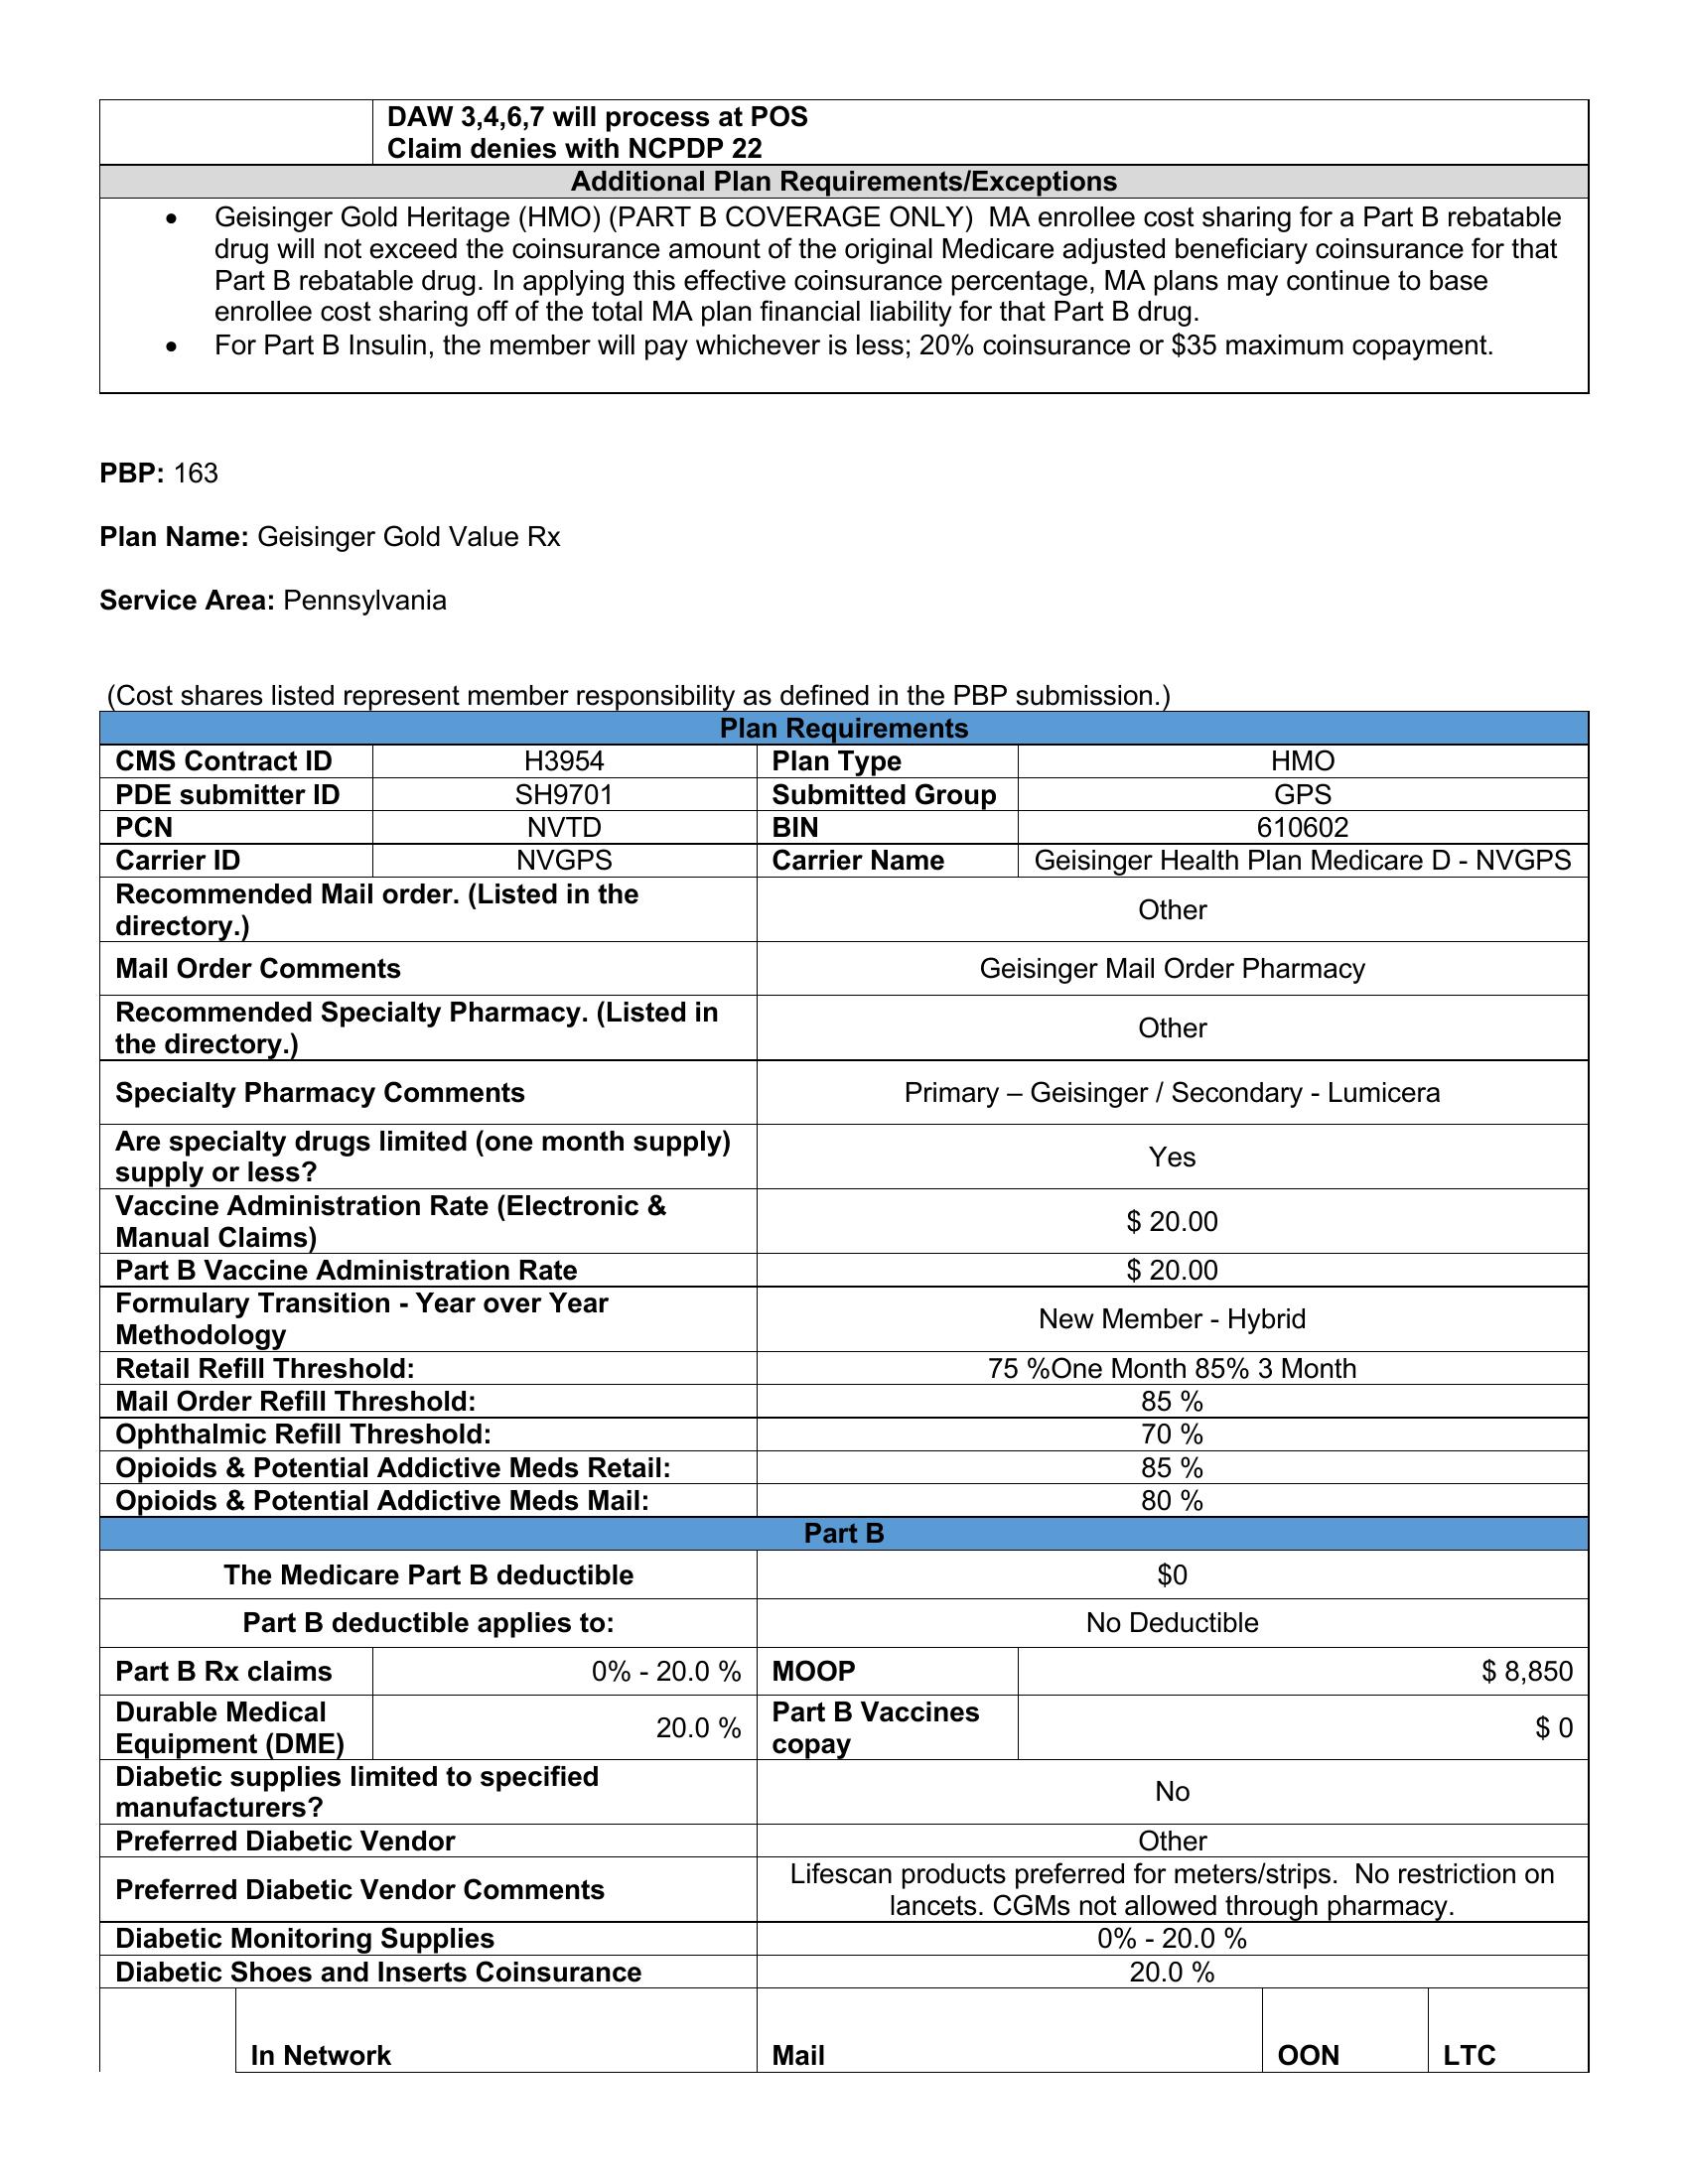 DAW 3,4,6,7 will process at POS
Claim denies with NCPDP 22
Additional Plan Requirements/Exceptions
• Geisinger Gold Heritage (HMO) (PART B COVERAGE ONLY)  MA enrollee cost sharing for a Part B rebatable
drug will not exceed the coinsurance amount of the original Medicare adjusted beneficiary coinsurance for that
Part B rebatable drug. In applying this effective coinsurance percentage, MA plans may continue to base
enrollee cost sharing off of the total MA plan financial liability for that Part B drug.
• For Part B Insulin, the member will pay whichever is less; 20% coinsurance or $35 maximum copayment.
PBP: 163
Plan Name: Geisinger Gold Value Rx
Service Area: Pennsylvania
(Cost shares listed represent member responsibility as defined in the PBP submission.)
Plan Requirements
CMS Contract ID H3954 Plan Type HMO
PDE submitter ID SH9701 Submitted Group GPS
PCN NVTD BIN 610602
Carrier ID NVGPS Carrier Name Geisinger Health Plan Medicare D - NVGPS
Recommended Mail order. (Listed in the
directory.)
Other
Mail Order Comments Geisinger Mail Order Pharmacy
Recommended Specialty Pharmacy. (Listed in
the directory.)
Other
Specialty Pharmacy Comments Primary – Geisinger / Secondary - Lumicera
Are specialty drugs limited (one month supply)
supply or less?
Yes
Vaccine Administration Rate (Electronic &
Manual Claims)
$ 20.00
Part B Vaccine Administration Rate $ 20.00
Formulary Transition - Year over Year
Methodology
New Member - Hybrid
Retail Refill Threshold: 75 %One Month 85% 3 Month
Mail Order Refill Threshold: 85 %
Ophthalmic Refill Threshold: 70 %
Opioids & Potential Addictive Meds Retail: 85 %
Opioids & Potential Addictive Meds Mail: 80 %
Part B
The Medicare Part B deductible $0
Part B deductible applies to: No Deductible
Part B Rx claims 0% - 20.0 % MOOP $ 8,850
Durable Medical
Equipment (DME)
20.0 %
Part B Vaccines
copay
$ 0
Diabetic supplies limited to specified
manufacturers?
No
Preferred Diabetic Vendor Other
Preferred Diabetic Vendor Comments
Lifescan products preferred for meters/strips.  No restriction on
lancets. CGMs not allowed through pharmacy.
Diabetic Monitoring Supplies 0% - 20.0 %
Diabetic Shoes and Inserts Coinsurance 20.0 %
In Network Mail OON LTC